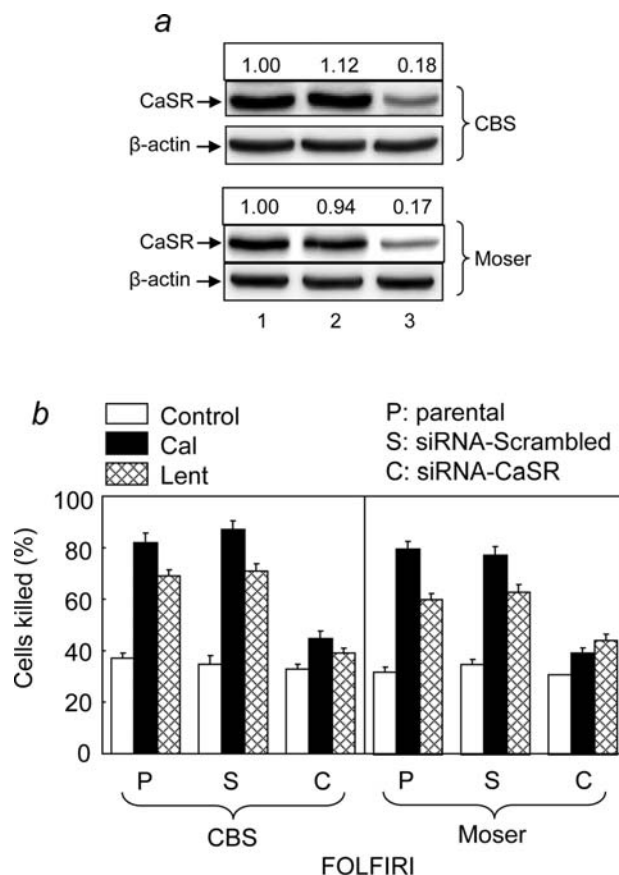 a
1.00 1.12 0.18
CaSR
β-actin
CBS
1.00 0.94 0.17
CaSR
β-actin
Moser
1 2 3
b
Control
Cal
Lent
P: parental
S: siRNA-Scrambled
C: siRNA-CaSR
Cells killed (%)
100
80
60
40
20
0
P S C P S C
CBS Moser
FOLFIRI